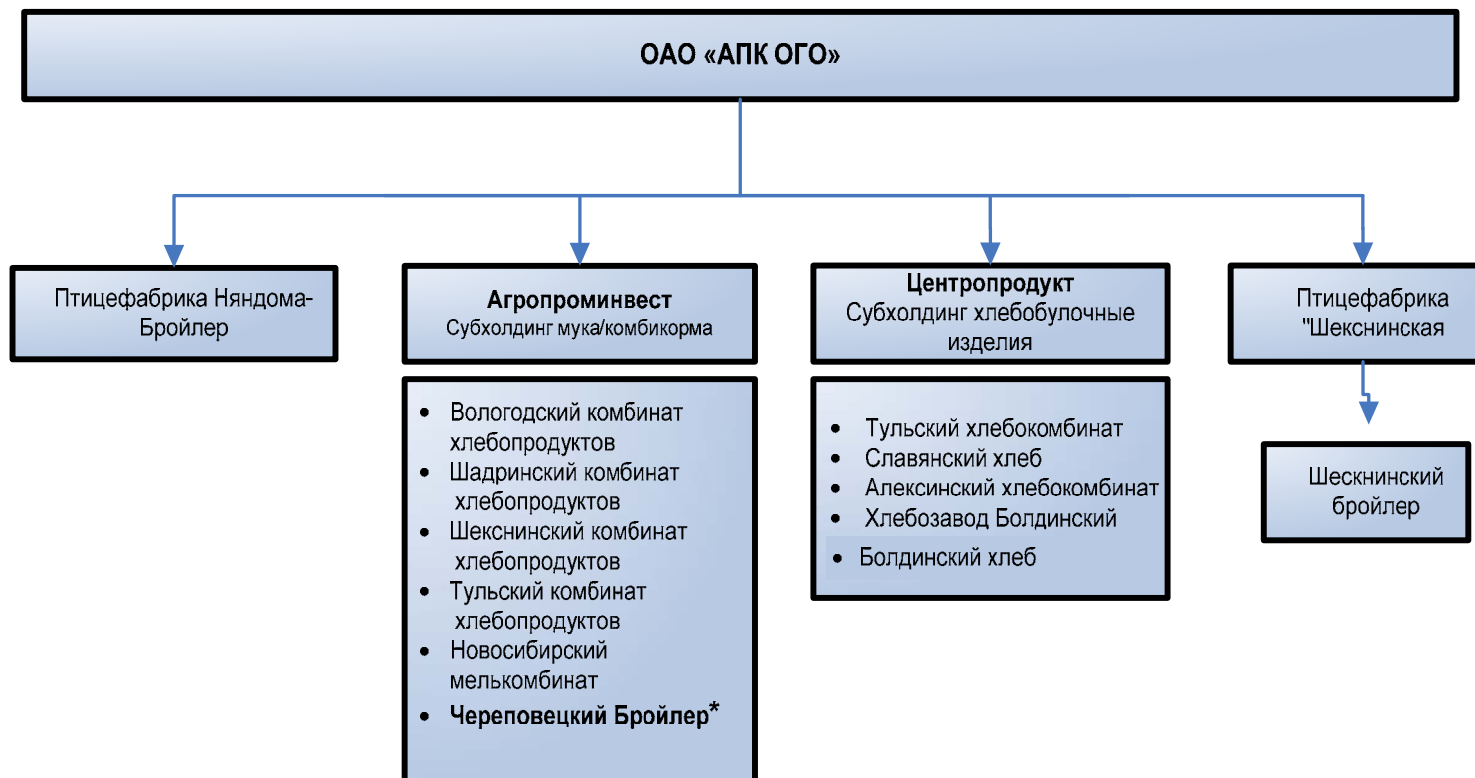 ОАО «АПК ОГО»
Птицефабрика Няндома-
Бройлер
Агропроминвест
Субхолдинг мука/комбикорма
• Вологодский комбинат
хлебопродуктов
• Шадринский комбинат
хлебопродуктов
• Шекснинский комбинат
хлебопродуктов
• Тульский комбинат
хлебопродуктов
• Новосибирский
мелькомбинат
• Череповецкий Бройлер*
Центропродукт
Субхолдинг хлебобулочные
изделия
• Тульский хлебокомбинат
• Славянский хлеб
• Алексинский хлебокомбинат
• Хлебозавод Болдинский
• Болдинский хлеб
Птицефабрика
"Шекснинская
Шескнинский
бройлер